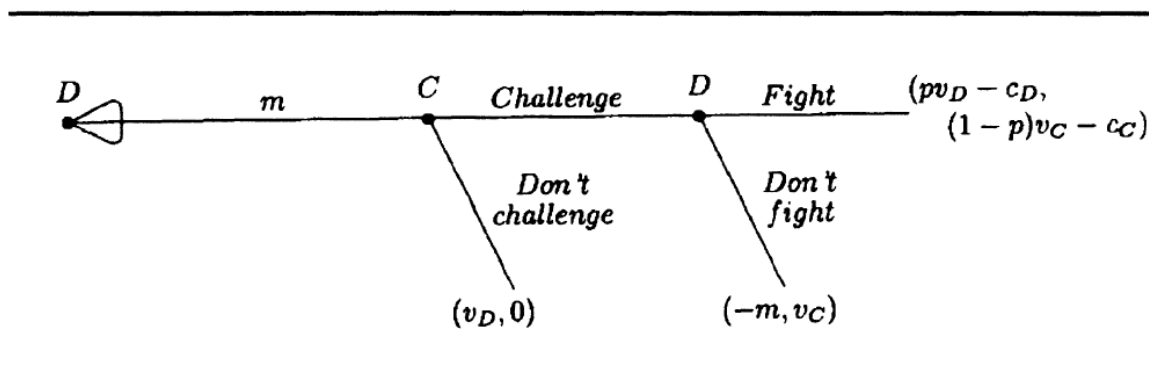 D
m
C
Challenge
D
Fight
(pv_D − c_D,
(1 − p)v_C − c_C)
Don't
challenge
Don't
fight
(v_D, 0)
(−m, v_C)